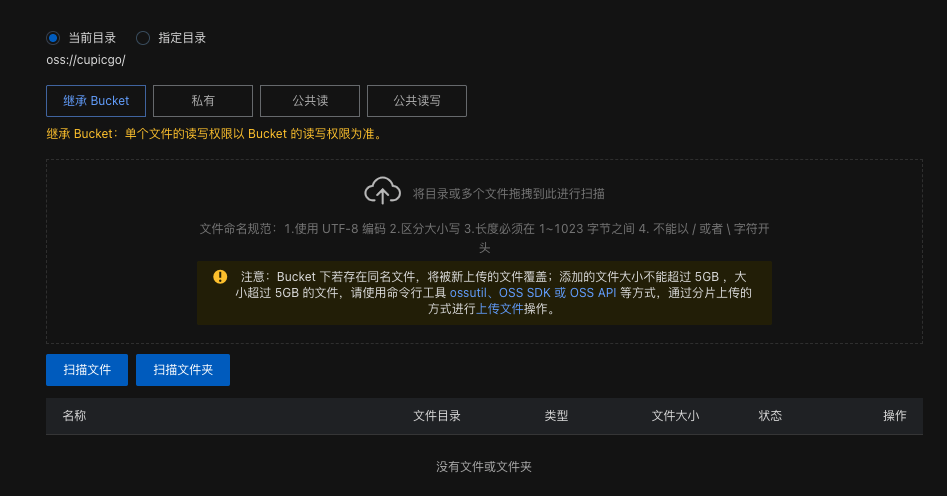 当前目录 指定目录
oss://cupicgo/
继承 Bucket 私有 公共读 公共读写
继承 Bucket：单个文件的读写权限以 Bucket 的读写权限为准。
将目录或多个文件拖拽到此进行扫描
文件命名规范：1.使用 UTF-8 编码 2.区分大小写 3.长度必须在 1~1023 字节之间 4. 不能以 / 或者 \ 字符开
头
注意：Bucket 下若存在同名文件，将被新上传的文件覆盖；添加的文件大小不能超过 5GB ，大
小超过 5GB 的文件，请使用命令行工具 ossutil、OSS SDK 或 OSS API 等方式，通过分片上传的
方式进行上传文件操作。
扫描文件 扫描文件夹
名称 文件目录 类型 文件大小 状态 操作
没有文件或文件夹